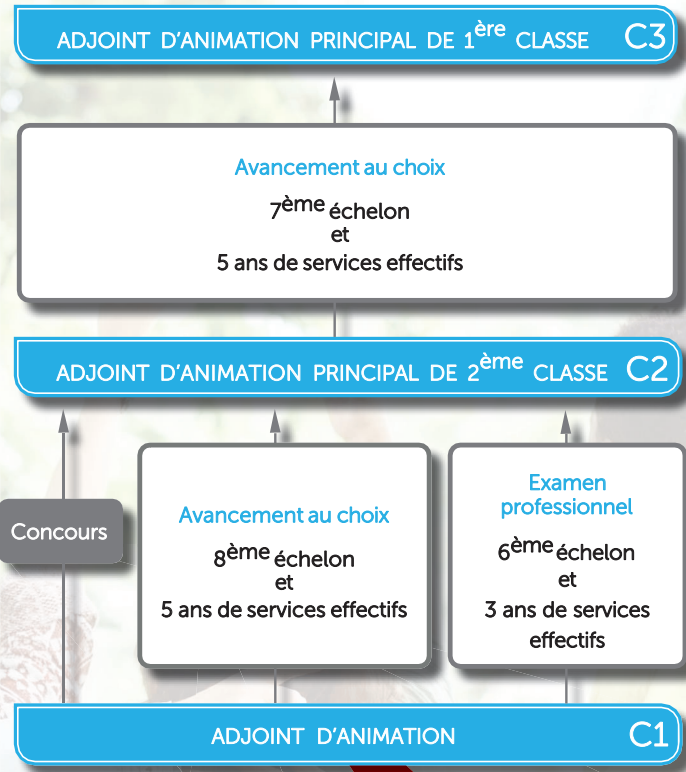 ADJOINT D'ANIMATION PRINCIPAL DE 1ère CLASSE C3
Avancement au choix
7ème échelon
et
5 ans de services effectifs
ADJOINT D'ANIMATION PRINCIPAL DE 2ème CLASSE C2
Concours
Avancement au choix
8ème échelon
et
5 ans de services effectifs
Examen
professionnel
6ème échelon
et
3 ans de services
effectifs
ADJOINT D'ANIMATION C1